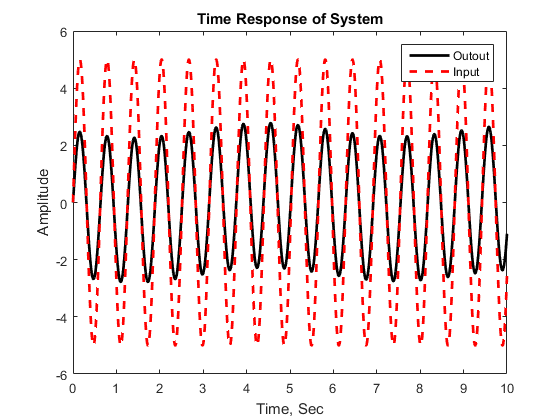 Time Response of System
Outout
Input
Amplitude
6
4
2
0
-2
-4
-6
0 1 2 3 4 5 6 7 8 9 10
Time, Sec